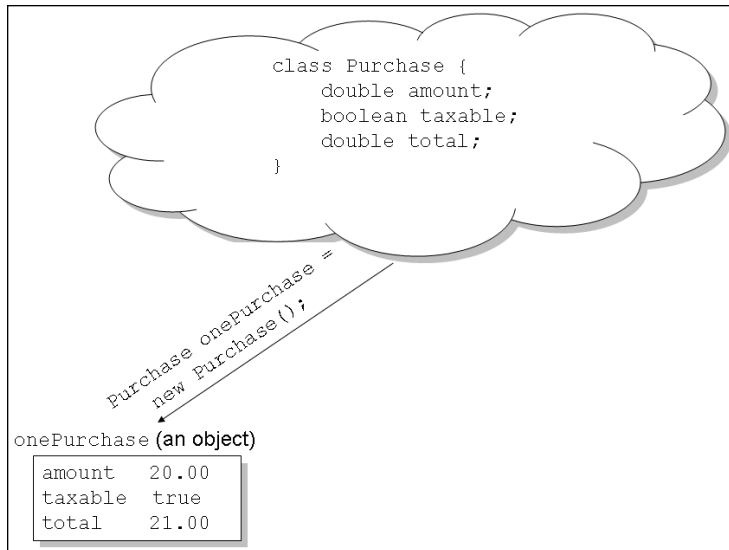 class Purchase {
double amount;
boolean taxable;
double total;
}
Purchase onePurchase =
new Purchase();
onePurchase (an object)
amount 20.00
taxable true
total 21.00